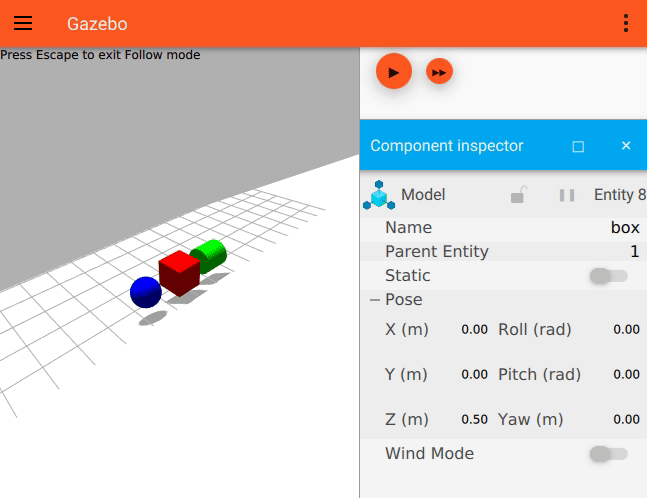 Gazebo
Press Escape to exit Follow mode
Component inspector
Model Entity 8
Name box
Parent Entity 1
Static
Pose
X (m) 0.00 Roll (rad) 0.00
Y (m) 0.00 Pitch (rad) 0.00
Z (m) 0.50 Yaw (m) 0.00
Wind Mode